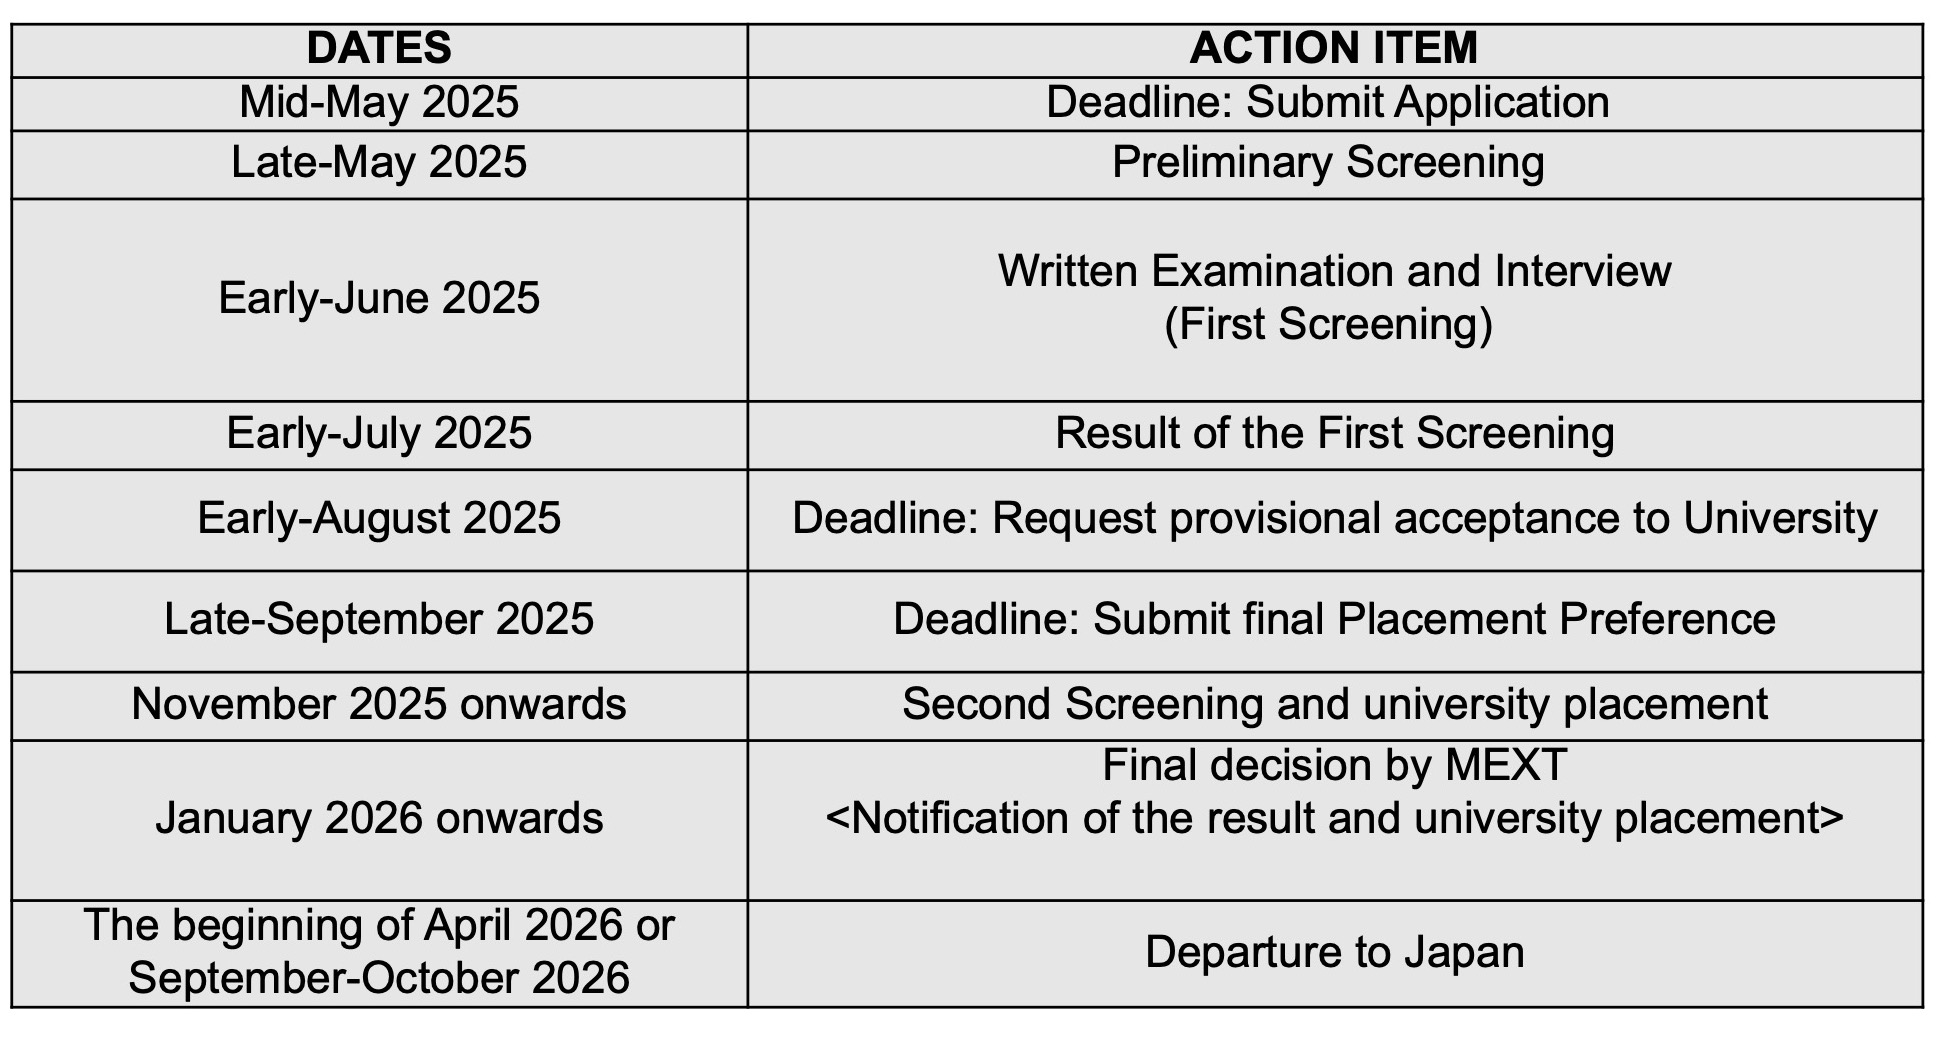 DATES
ACTION ITEM
Mid-May 2025
Deadline: Submit Application
Late-May 2025
Preliminary Screening
Early-June 2025
Written Examination and Interview
(First Screening)
Early-July 2025
Result of the First Screening
Early-August 2025
Deadline: Request provisional acceptance to University
Late-September 2025
Deadline: Submit final Placement Preference
November 2025 onwards
Second Screening and university placement
January 2026 onwards
Final decision by MEXT
<Notification of the result and university placement>
The beginning of April 2026 or
September-October 2026
Departure to Japan